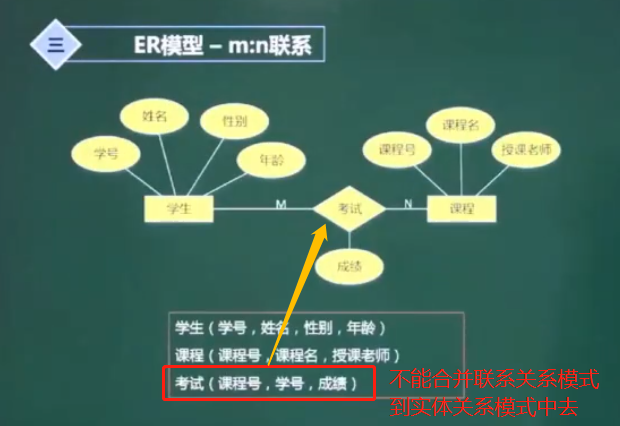 三
ER模型 – m:n联系
姓名
性别
学号
年龄
课程名
课程号
授课老师
学生
M
考试
N
课程
成绩
学生（学号，姓名，性别，年龄）
课程（课程号，课程名，授课老师）
考试（课程号，学号，成绩）
不能合并联系关系模式
到实体关系模式中去